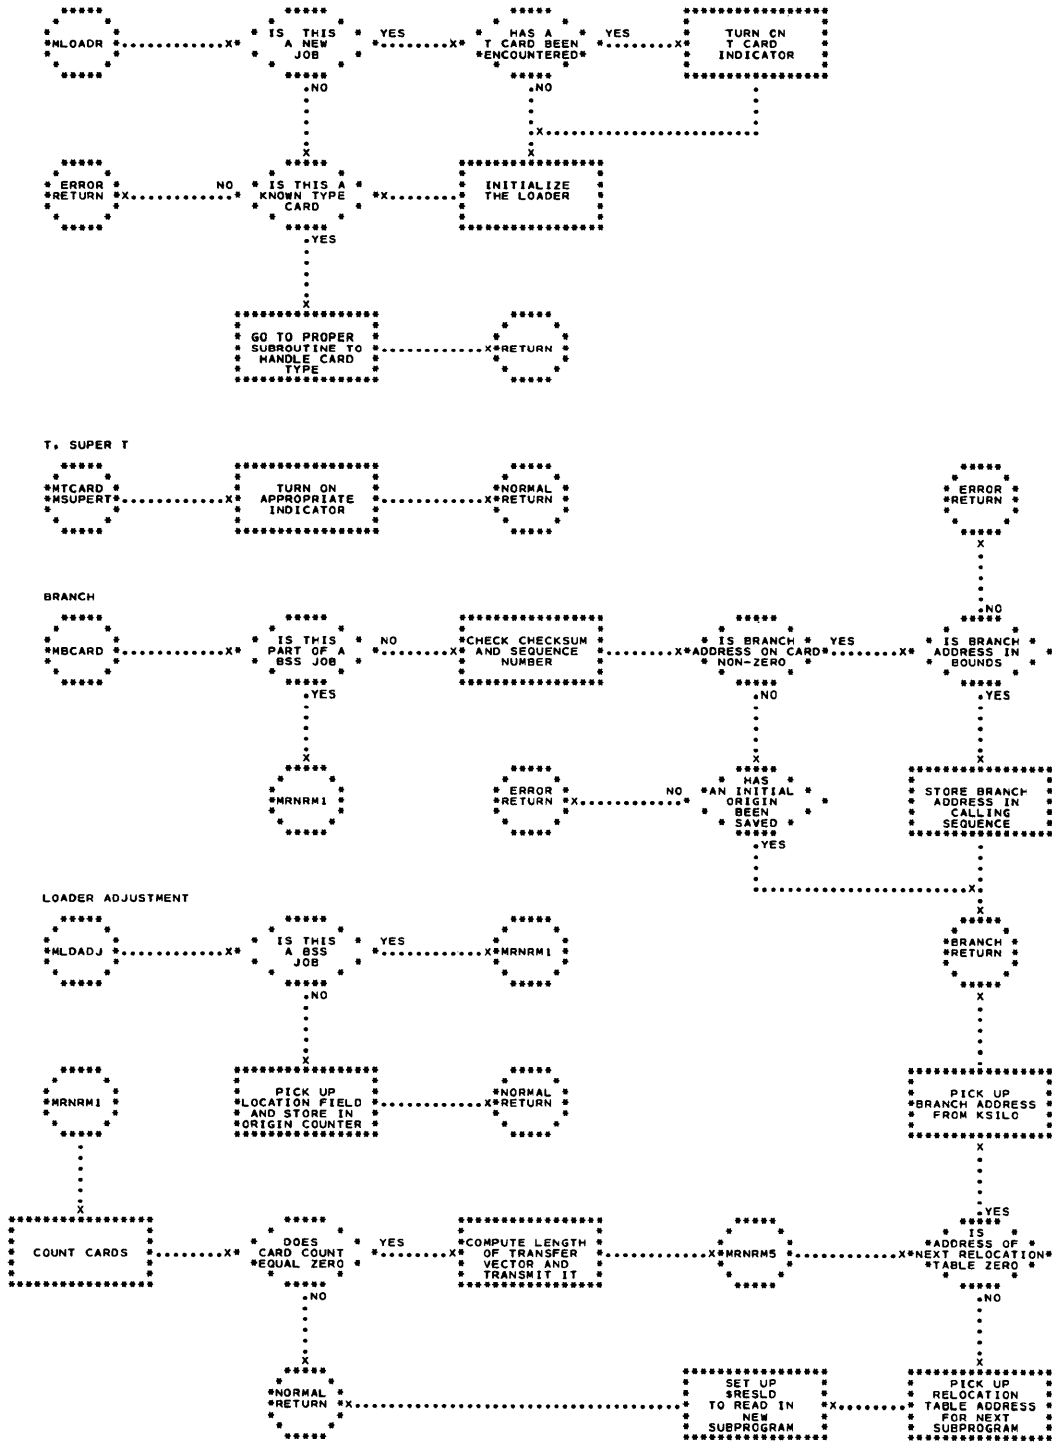 MLOADR
IS THIS
A NEW
JOB
YES
HAS A
T CARD BEEN
ENCOUNTERED
YES
TURN ON
T CARD
INDICATOR
NO
NO
ERROR
RETURN
NO
IS THIS A
KNOWN TYPE
CARD
INITIALIZE
THE LOADER
YES
GO TO PROPER
SUBROUTINE TO
HANDLE CARD
TYPE
RETURN
T, SUPER T
MTCARD
MSUPERT
TURN ON
APPROPRIATE
INDICATOR
NORMAL
RETURN
ERROR
RETURN
BRANCH
NO
MBCARD
IS THIS
PART OF A
BSS JOB
NO
CHECK CHECKSUM
AND SEQUENCE
NUMBER
IS BRANCH
ADDRESS ON CARD
NON-ZERO
YES
IS BRANCH
ADDRESS IN
BOUNDS
YES
NO
YES
MRNRM1
ERROR
RETURN
NO
HAS
AN INITIAL
ORIGIN
BEEN
SAVED
STORE BRANCH
ADDRESS IN
CALLING
SEQUENCE
YES
LOADER ADJUSTMENT
MLDADJ
IS THIS
A BSS
JOB
YES
MRNRM1
BRANCH
RETURN
NO
MRNRM1
PICK UP
LOCATION FIELD
AND STORE IN
ORIGIN COUNTER
NORMAL
RETURN
PICK UP
BRANCH ADDRESS
FROM KSILO
YES
COUNT CARDS
DOES
CARD COUNT
EQUAL ZERO
YES
COMPUTE LENGTH
OF TRANSFER
VECTOR AND
TRANSMIT IT
MRNRM5
IS
ADDRESS OF
NEXT RELOCATION
TABLE ZERO
NO
NO
NORMAL
RETURN
SET UP
$RESLD
TO READ IN
NEW
SUBPROGRAM
PICK UP
RELOCATION
TABLE ADDRESS
FOR NEXT
SUBPROGRAM